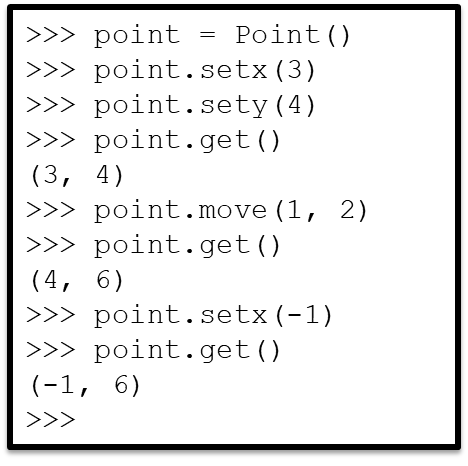 >>> point = Point()
>>> point.setx(3)
>>> point.sety(4)
>>> point.get()
(3, 4)
>>> point.move(1, 2)
>>> point.get()
(4, 6)
>>> point.setx(-1)
>>> point.get()
(-1, 6)
>>>